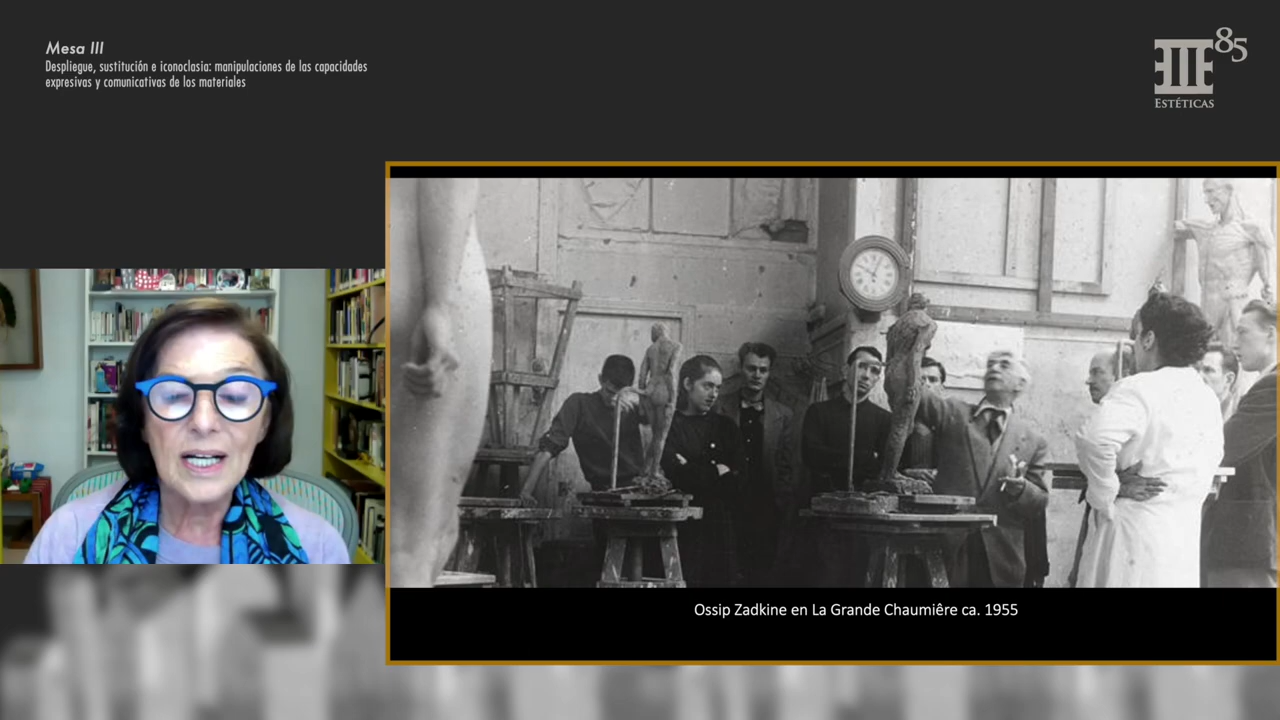 Mesa III
Despliegue, sustitución e iconoclasia: manipulaciones de las capacidades
expresivas y comunicativas de los materiales
85
ESTÉTICAS
Ossip Zadkine en La Grande Chaumiêre ca. 1955